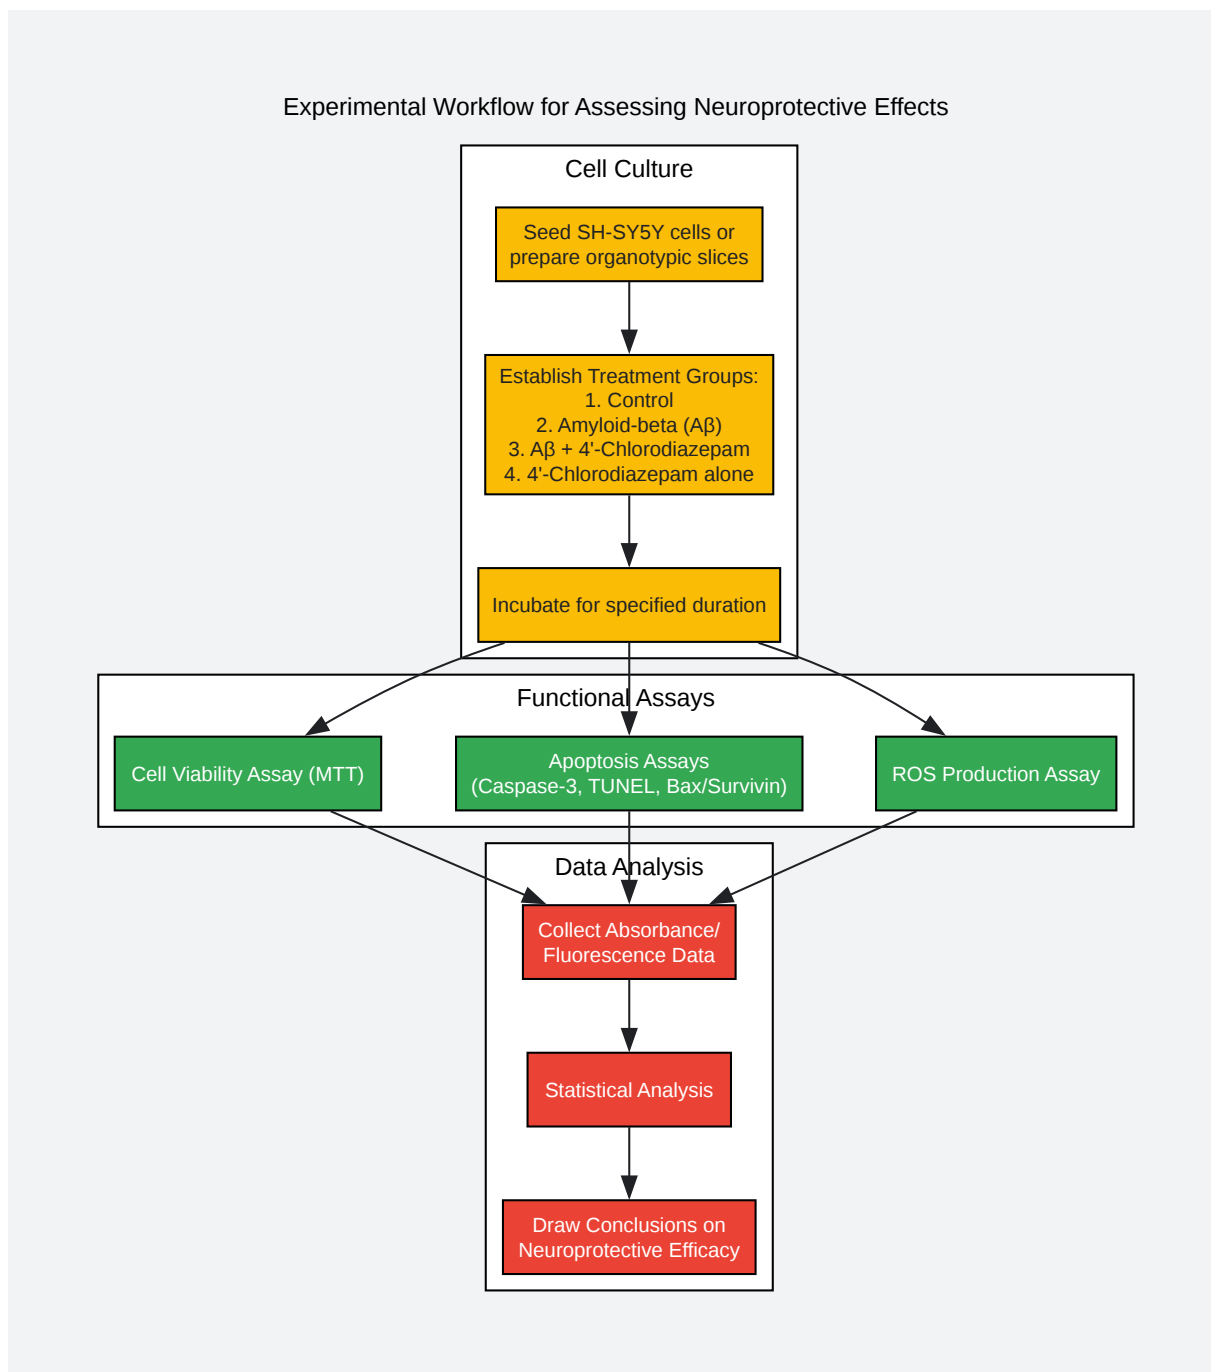 Experimental Workflow for Assessing Neuroprotective Effects
Cell Culture
Seed SH-SY5Y cells or
prepare organotypic slices
Establish Treatment Groups:
1. Control
2. Amyloid-beta (Aβ)
3. Aβ + 4'-Chlorodiazepam
4. 4'-Chlorodiazepam alone
Incubate for specified duration
Functional Assays
Cell Viability Assay (MTT)
Apoptosis Assays
(Caspase-3, TUNEL, Bax/Survivin)
ROS Production Assay
Data Analysis
Collect Absorbance/
Fluorescence Data
Statistical Analysis
Draw Conclusions on
Neuroprotective Efficacy